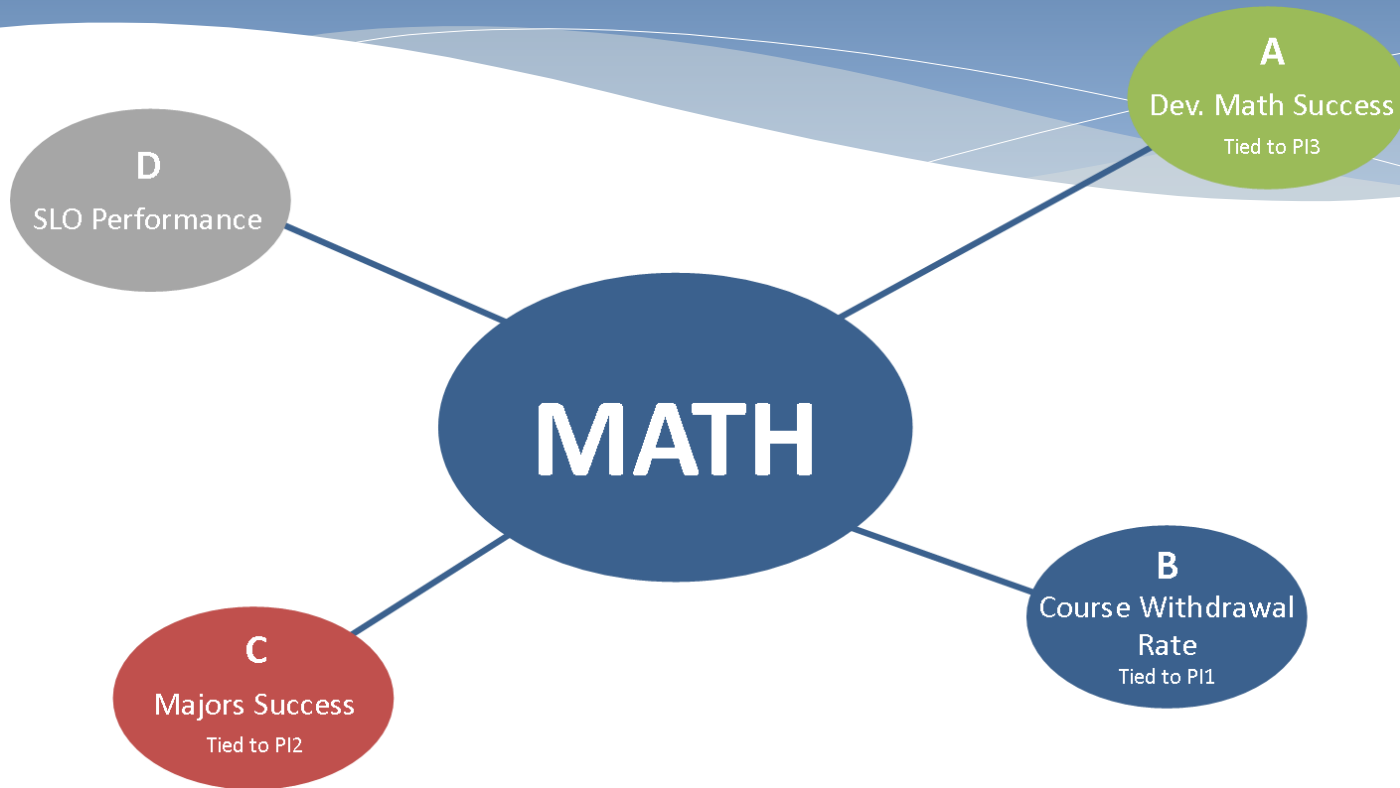 A
Dev. Math Success
Tied to PI3
D
SLO Performance
MATH
B
Course Withdrawal
Rate
Tied to PI1
C
Majors Success
Tied to PI2